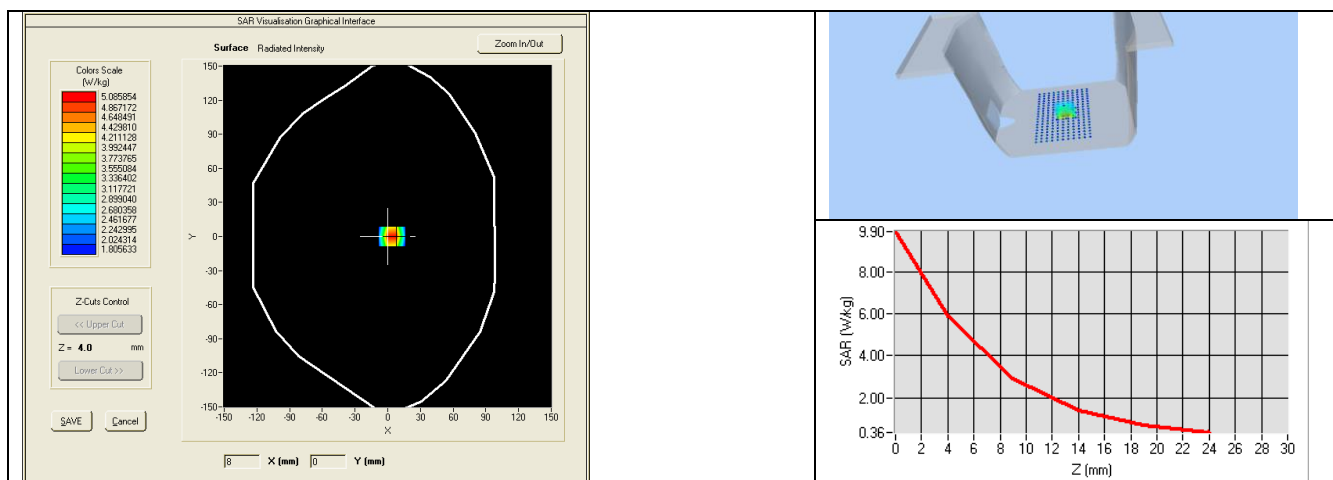 SAR Visualisation Graphical Interface
Surface Radiated Intensity
Zoom In/Out
Colors Scale
(W/kg)
5.085854
4.867172
4.648491
4.429810
4.211128
3.992447
3.773765
3.555084
3.336402
3.117721
2.899040
2.680358
2.461677
2.242995
2.024314
1.805633
Z-Cuts Control
<< Upper Cut
Z = 4.0 mm
Lower Cut >>
SAVE Cancel
150
120
90
60
30
0
-30
-60
-90
-120
-150
Y
-150 -120 -90 -60 -30 0 30 60 90 120 150
X
8 X (mm) 0 Y (mm)
9.90
8.00
6.00
4.00
2.00
0.36
SAR (W/kg)
0 2 4 6 8 10 12 14 16 18 20 22 24 26 28 30
Z (mm)